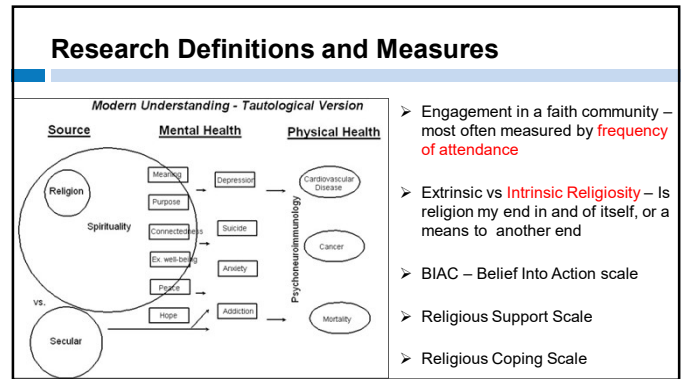 Research Definitions and Measures
Modern Understanding - Tautological Version
Source
Mental Health
Physical Health
Religion
Spirituality
vs.
Secular
Meaning
Purpose
Connectedness
Ex. well-being
Peace
Hope
Depression
Suicide
Anxiety
Addiction
Psychoneuroimmunology
Cardiovascular
Disease
Cancer
Mortality
➢ Engagement in a faith community –
most often measured by frequency
of attendance
➢ Extrinsic vs Intrinsic Religiosity – Is
religion my end in and of itself, or a
means to another end
➢ BIAC – Belief Into Action scale
➢ Religious Support Scale
➢ Religious Coping Scale